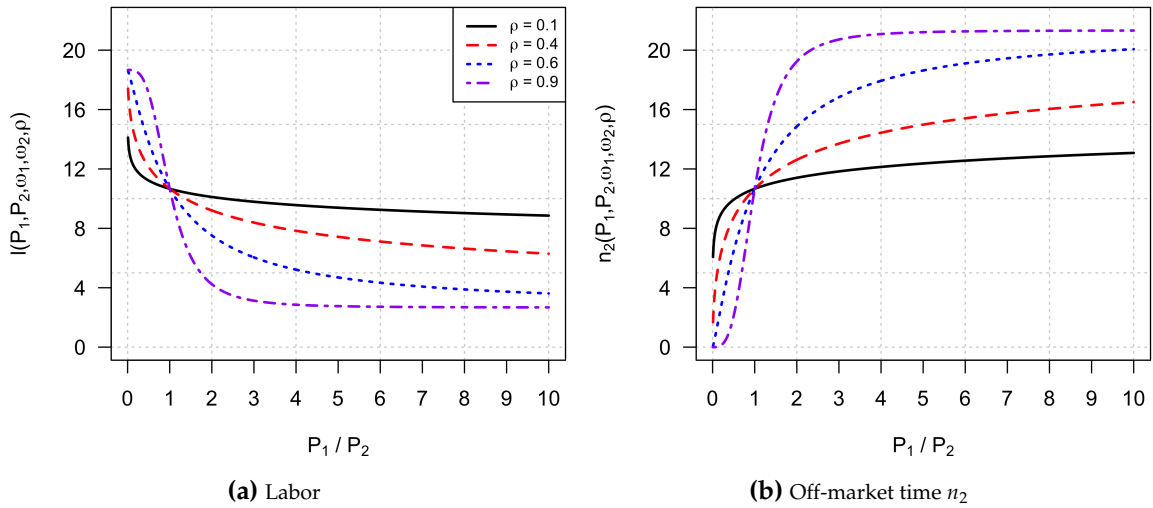 l(P₁,P₂,ω₁,ω₂,ρ)
20
16
12
8
4
0
ρ = 0.1
ρ = 0.4
ρ = 0.6
ρ = 0.9
0 1 2 3 4 5 6 7 8 9 10
P₁ / P₂
(a) Labor
n₂(P₁,P₂,ω₁,ω₂,ρ)
20
16
12
8
4
0
0 1 2 3 4 5 6 7 8 9 10
P₁ / P₂
(b) Off-market time n₂